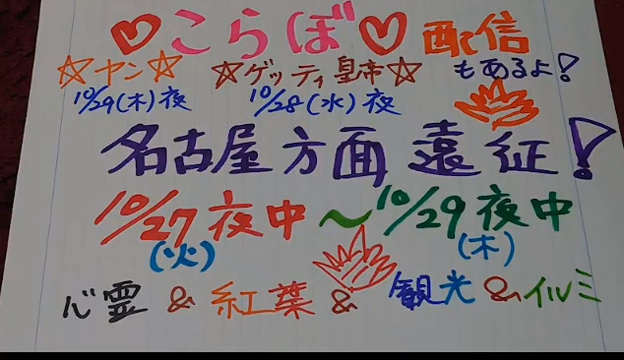 ♡こらぼ♡配信
☆ヤン☆ ☆ゲッティ皇帝☆ もあるよ!
10/29(木)夜 10/28(水)夜
名古屋方面遠征!
10/27夜中〜10/29夜中
(火) (木)
心霊&紅葉&観光&イルミ